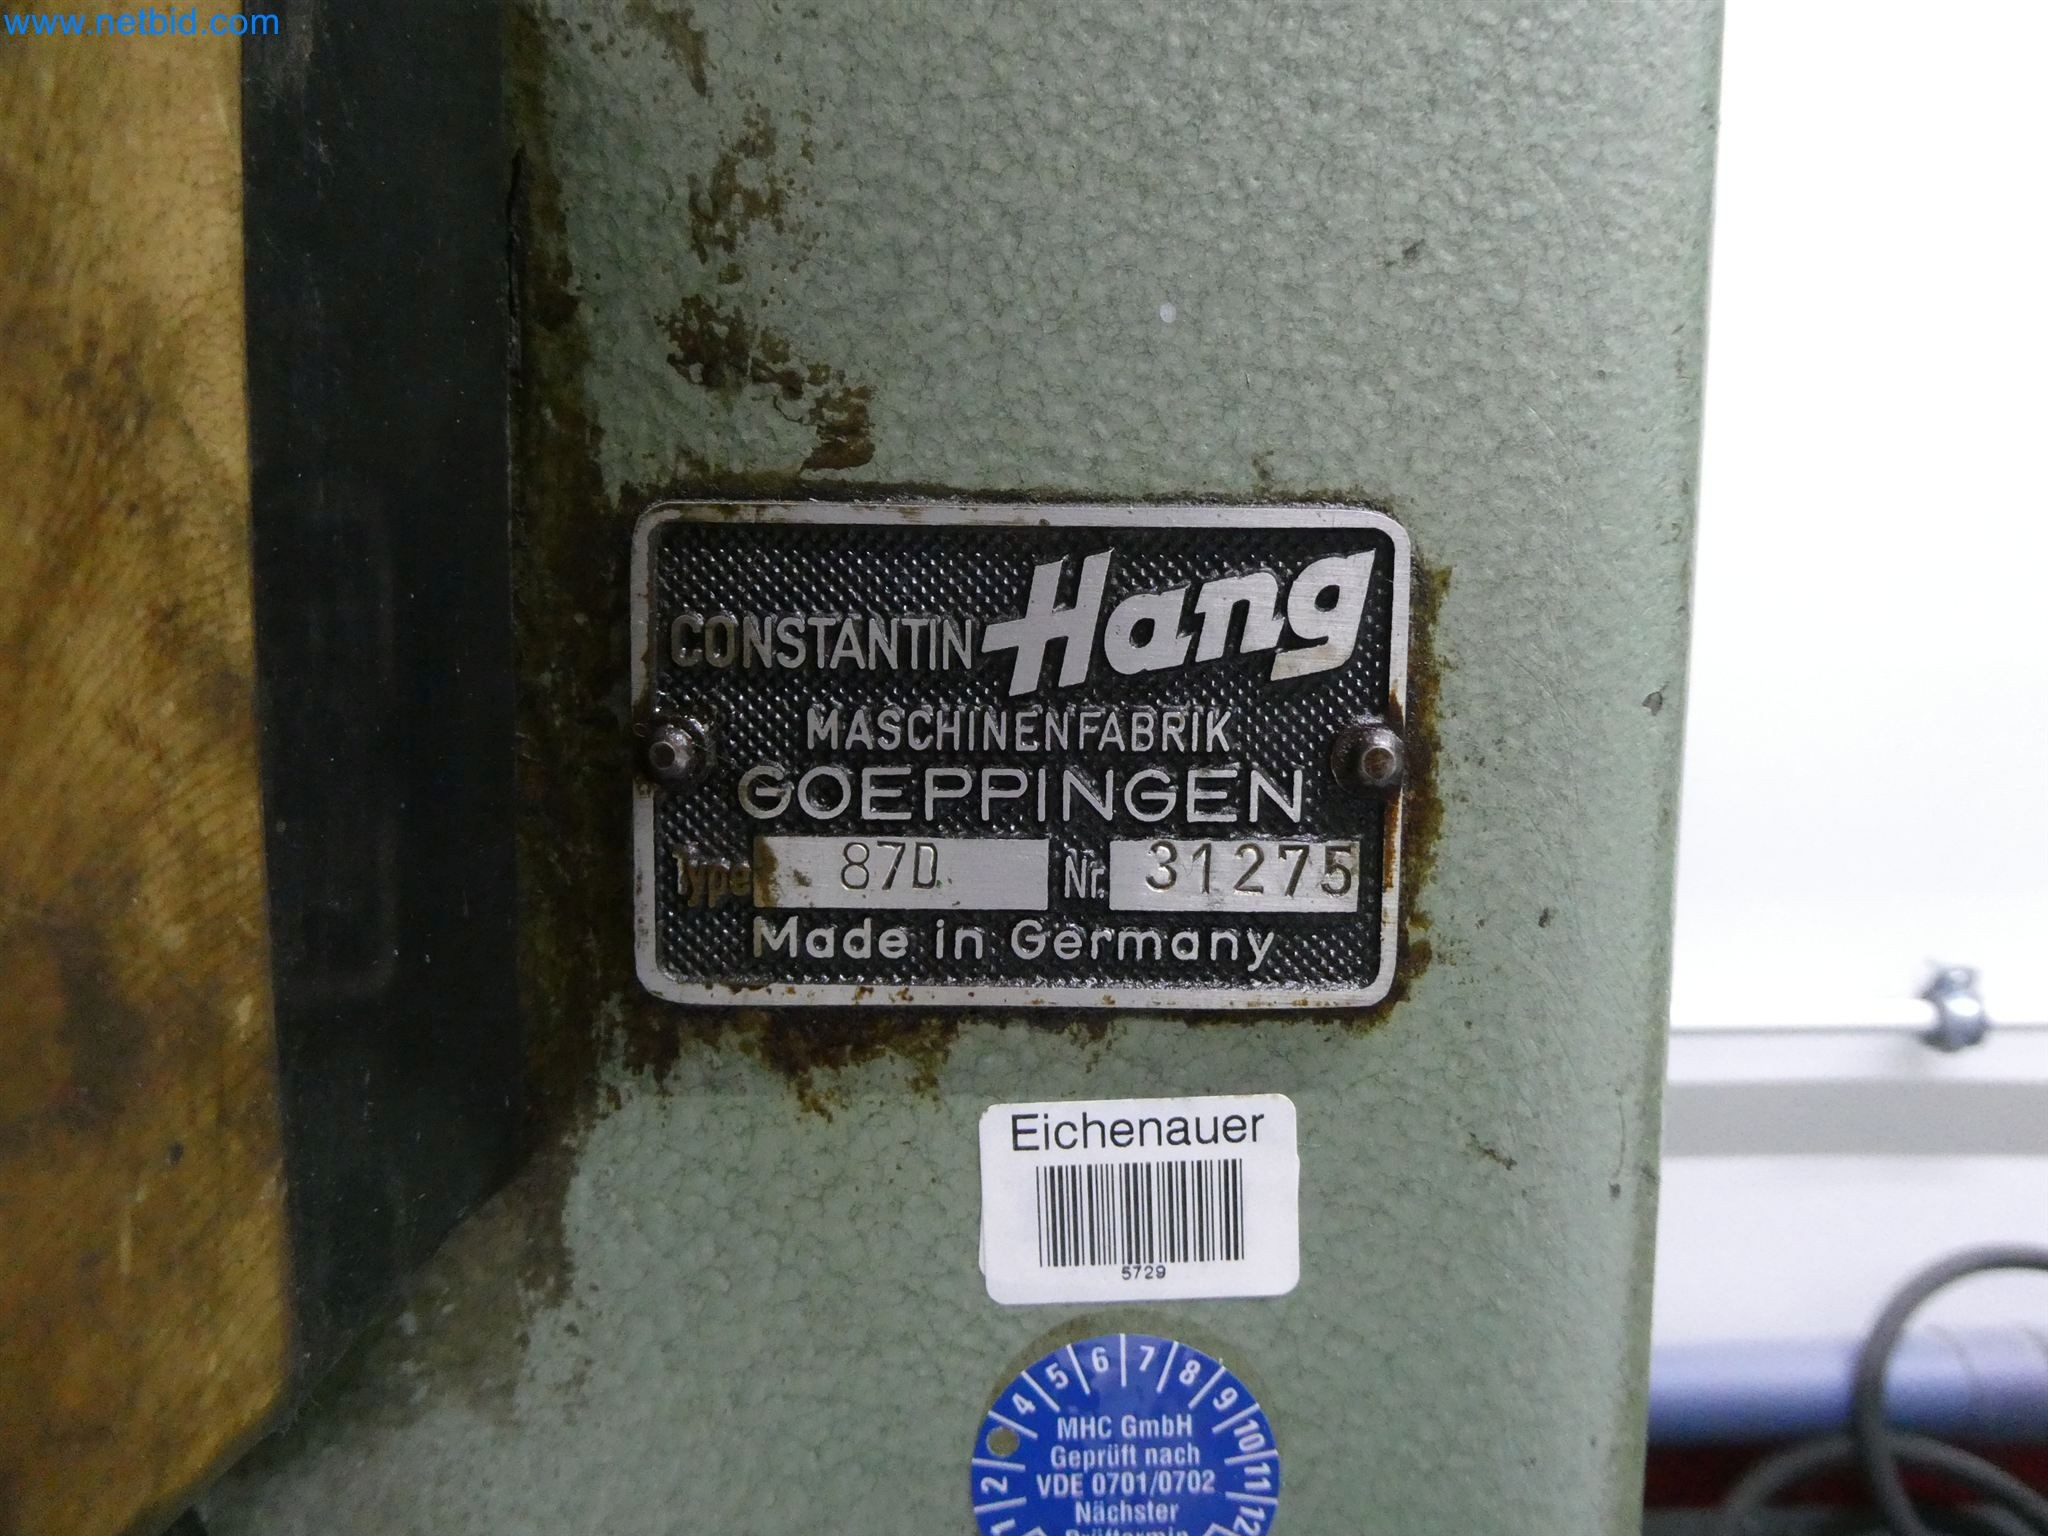 www.netbid.com
CONSTANTIN Hang
MASCHINENFABRIK
GOEPPINGEN
Type 87D Nr. 31275
Made in Germany
Eichenauer
5729
1 2 4 5 6 7 8 9 10 11 12
MHC GmbH
Geprüft nach
VDE 0701/0702
Nächster